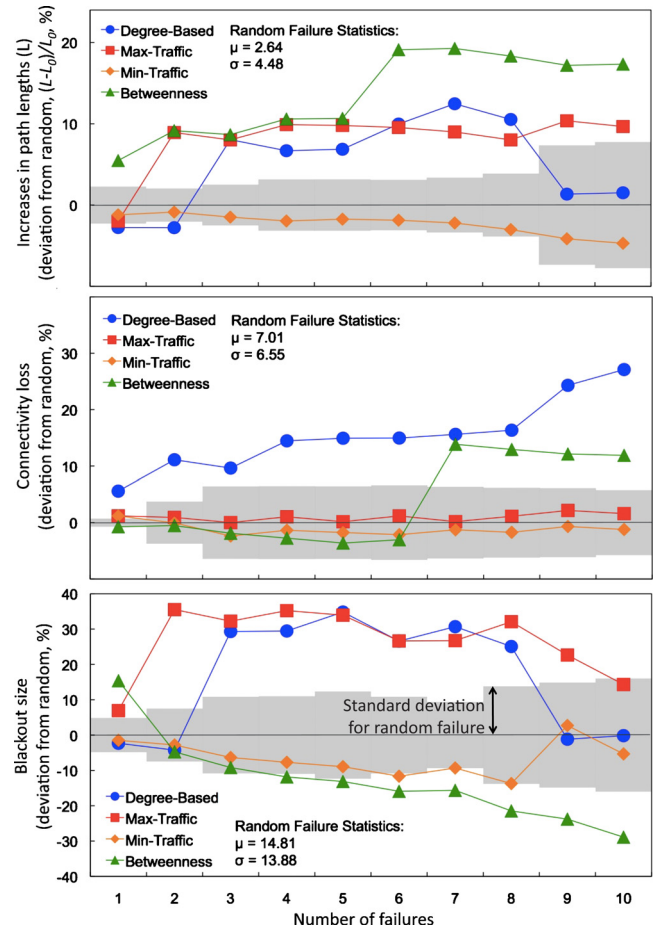 Increases in path lengths (L)
(deviation from random, (L-L₀)/L₀, %)
20
10
0
Degree-Based
Max-Traffic
Min-Traffic
Betweenness
Random Failure Statistics:
μ = 2.64
σ = 4.48
Connectivity loss
(deviation from random, %)
30
20
10
0
Degree-Based
Max-Traffic
Min-Traffic
Betweenness
Random Failure Statistics:
μ = 7.01
σ = 6.55
Blackout size
(deviation from random, %)
40
30
20
10
0
-10
-20
-30
-40
Standard deviation
for random failure
Degree-Based
Max-Traffic
Min-Traffic
Betweenness
Random Failure Statistics:
μ = 14.81
σ = 13.88
1 2 3 4 5 6 7 8 9 10
Number of failures